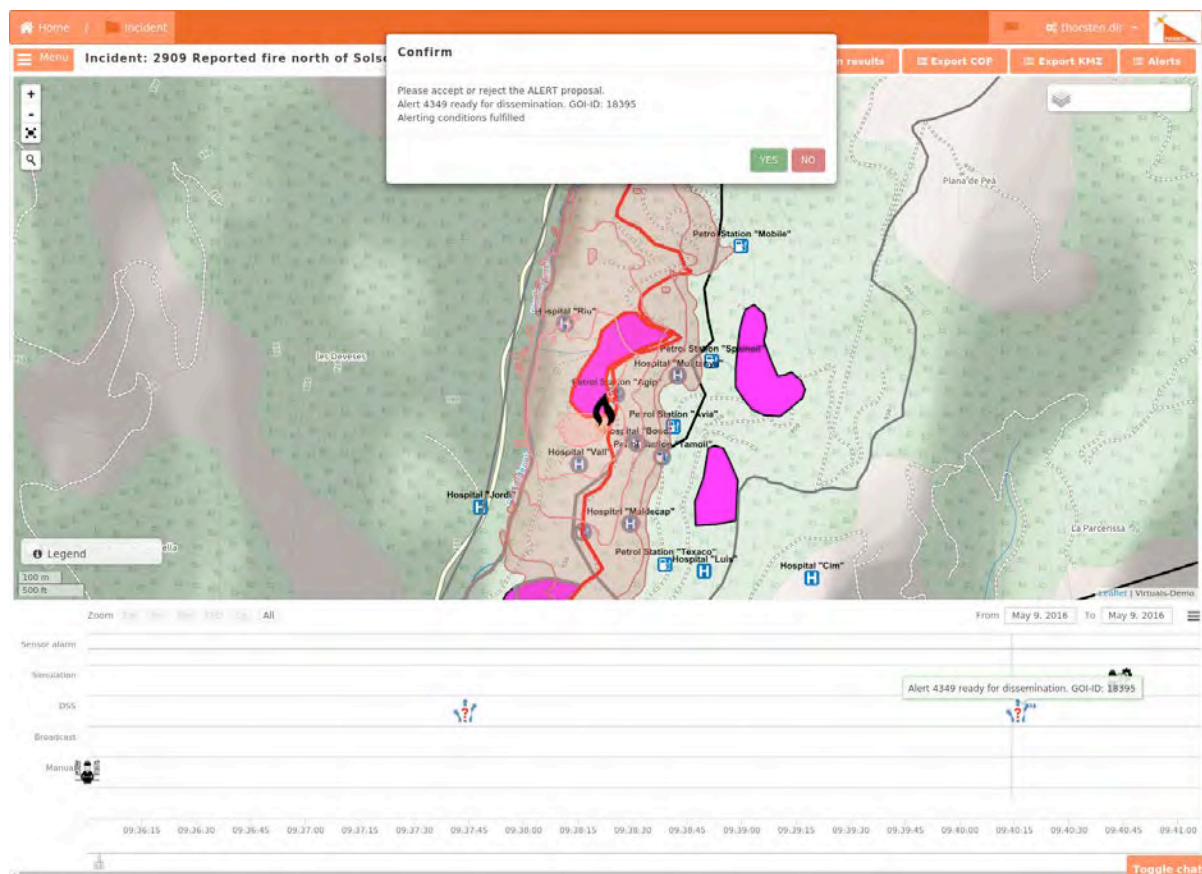 Home / Incident
thorsten.dir
Menu
Incident: 2909 Reported fire north of Sols
results
Export COP
Export KMZ
Alerts
Confirm
Please accept or reject the ALERT proposal.
Alert 4349 ready for dissemination. GOI-ID: 18395
Alerting conditions fulfilled
YES
NO
+
-
Plana de Peà
Petrol Station "Mobile"
Hospital "Riu"
les Deveses
Petrol Station
Hospital
Petrol Station "Agip"
Petrol Station "Avia"
Hospital
"Tamoil"
Hospital "Vall"
Hospital "Jordi"
Hospital "Maldecap"
La Parcerissa
Legend
ella
Petrol Station "Texaco"
Hospital "Luis"
Hospital "Cim"
100 m
500 ft
Leaflet | Virtuals-Demo
Zoom
All
From May 9, 2016 To May 9, 2016
Sensor alarm
Simulation
Alert 4349 ready for dissemination. GOI-ID: 18395
DSS
Broadcast
Manual
09:36:15 09:36:30 09:36:45 09:37:00 09:37:15 09:37:30 09:37:45 09:38:00 09:38:15 09:38:30 09:38:45 09:39:00 09:39:15 09:39:30 09:39:45 09:40:00 09:40:15 09:40:30 09:40:45 09:41:00
Toggle chat